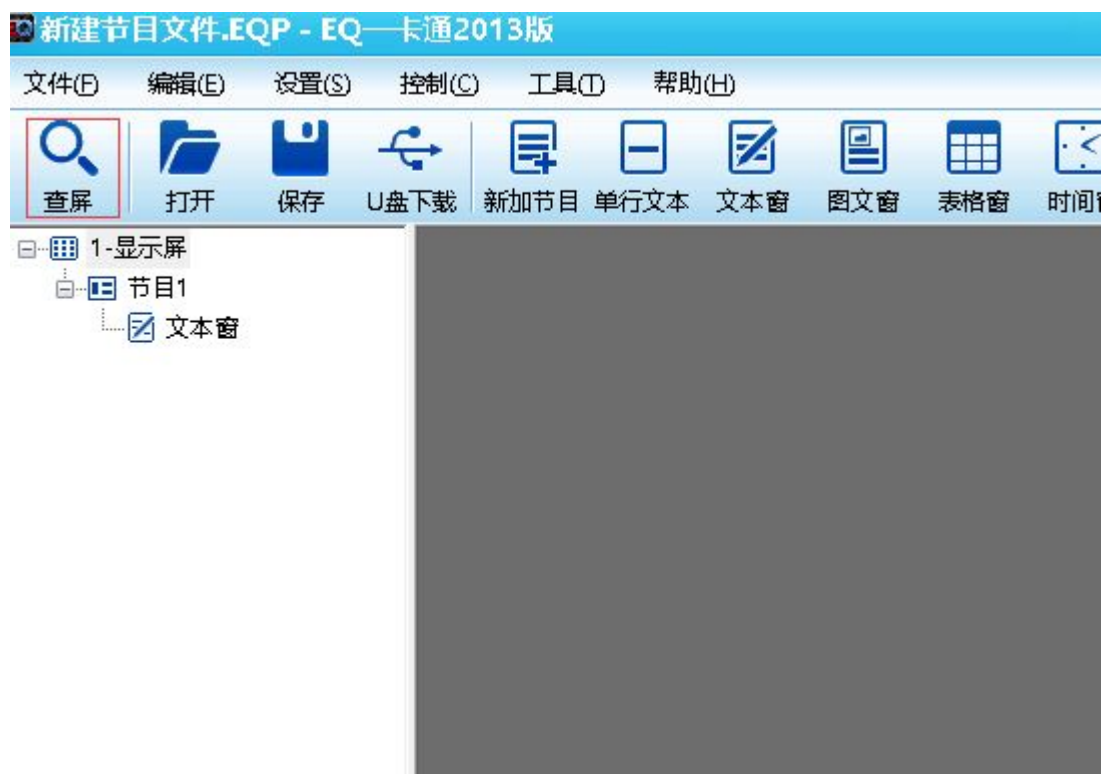 新建节目文件.EQP - EQ—卡通2013版
文件(F) 编辑(E) 设置(S) 控制(C) 工具(T) 帮助(H)
查屏 打开 保存 U盘下载 新加节目 单行文本 文本窗 图文窗 表格窗 时间
1-显示屏
节目1
文本窗